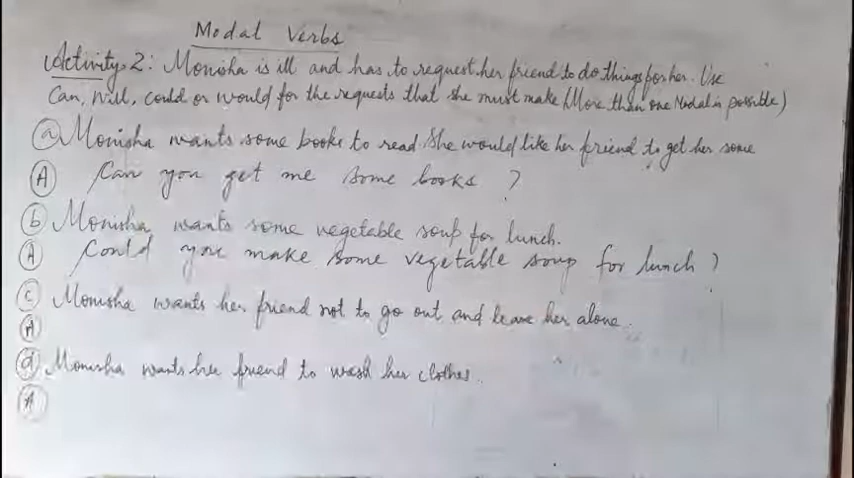 Modal Verbs
Activity 2: Monisha is ill and has to request her friend to do things for her. Use
Can, Will, could or would for the requests that she must make (More than one Modal is possible)
(a) Monisha wants some books to read. She would like her friend to get her some
(A) Can you get me some books ?
(b) Monisha wants some vegetable soup for lunch.
(A) Could you make some vegetable soup for lunch ?
(c) Monisha wants her friend not to go out and leave her alone.
(A)
(d) Monisha wants her friend to wash her clothes.
(A)